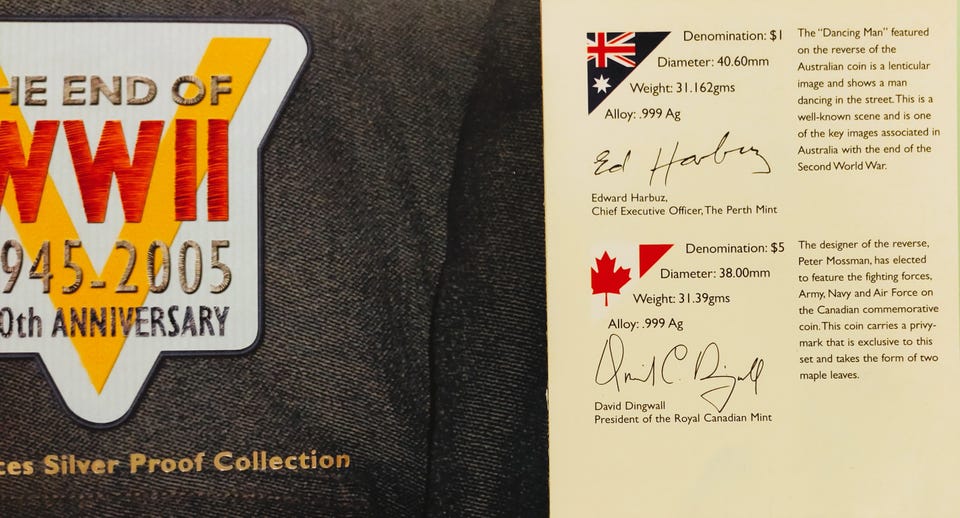 HE END OF
WWII
945-2005
0th ANNIVERSARY
ces Silver Proof Collection
Denomination: $1
Diameter: 40.60mm
Weight: 31.162gms
Alloy: .999 Ag
Ed Harbuz
Edward Harbuz,
Chief Executive Officer, The Perth Mint
The "Dancing Man" featured
on the reverse of the
Australian coin is a lenticular
image and shows a man
dancing in the street. This is a
well-known scene and is one
of the key images associated in
Australia with the end of the
Second World War.
Denomination: $5
Diameter: 38.00mm
Weight: 31.39gms
Alloy: .999 Ag
David C. Dingwall
David Dingwall
President of the Royal Canadian Mint
The designer of the reverse,
Peter Mossman, has elected
to feature the fighting forces,
Army, Navy and Air Force on
the Canadian commemorative
coin. This coin carries a privy-
mark that is exclusive to this
set and takes the form of two
maple leaves.